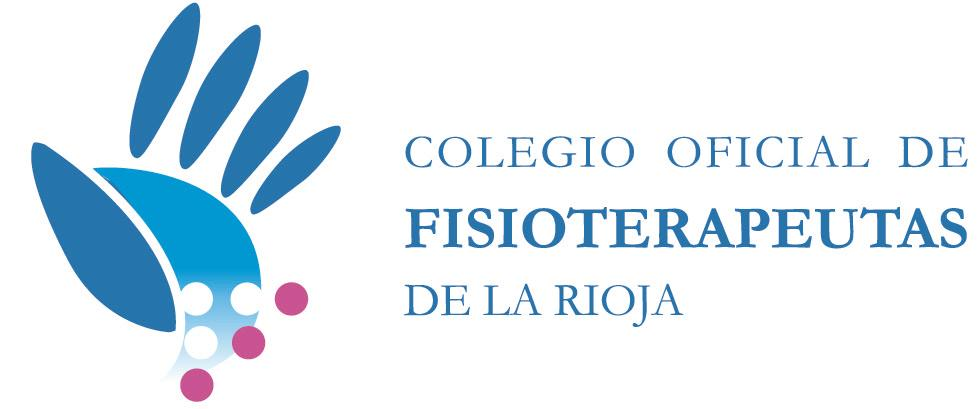 COLEGIO OFICIAL DE
FISIOTERAPEUTAS
DE LA RIOJA